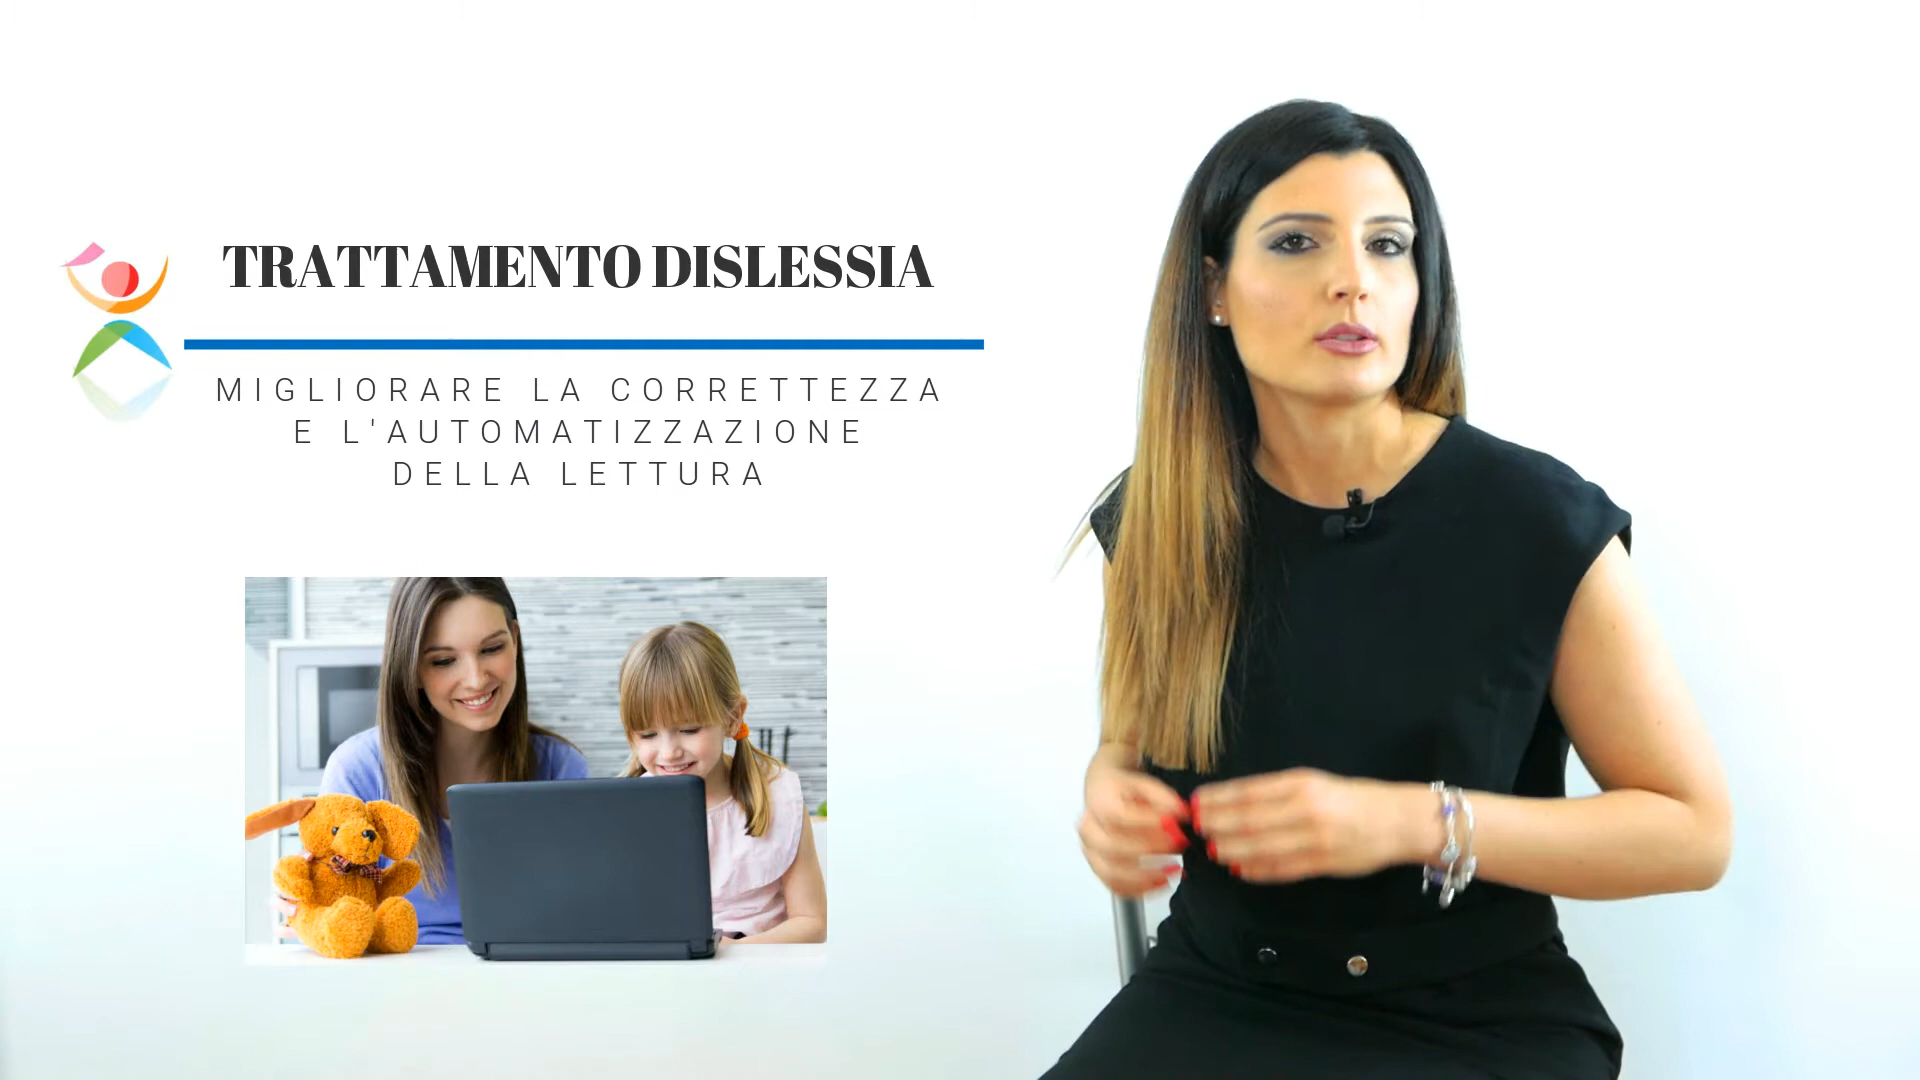 TRATTAMENTO DISLESSIA
MIGLIORARE LA CORRETTEZZA
E L'AUTOMATIZZAZIONE
DELLA LETTURA